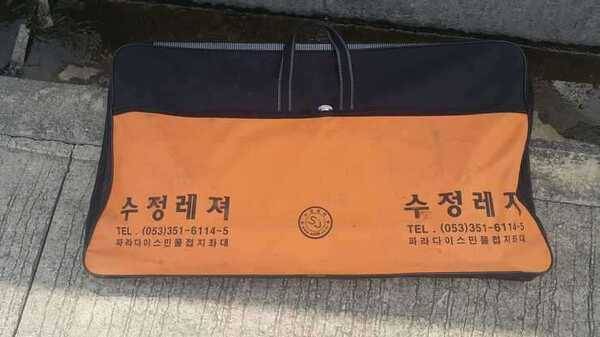 수정레져
TEL . (053)351-6114~5
파라다이스민물접지좌대
수정레져
TEL . (053)351-6114-5
파라다이스민물접지좌대